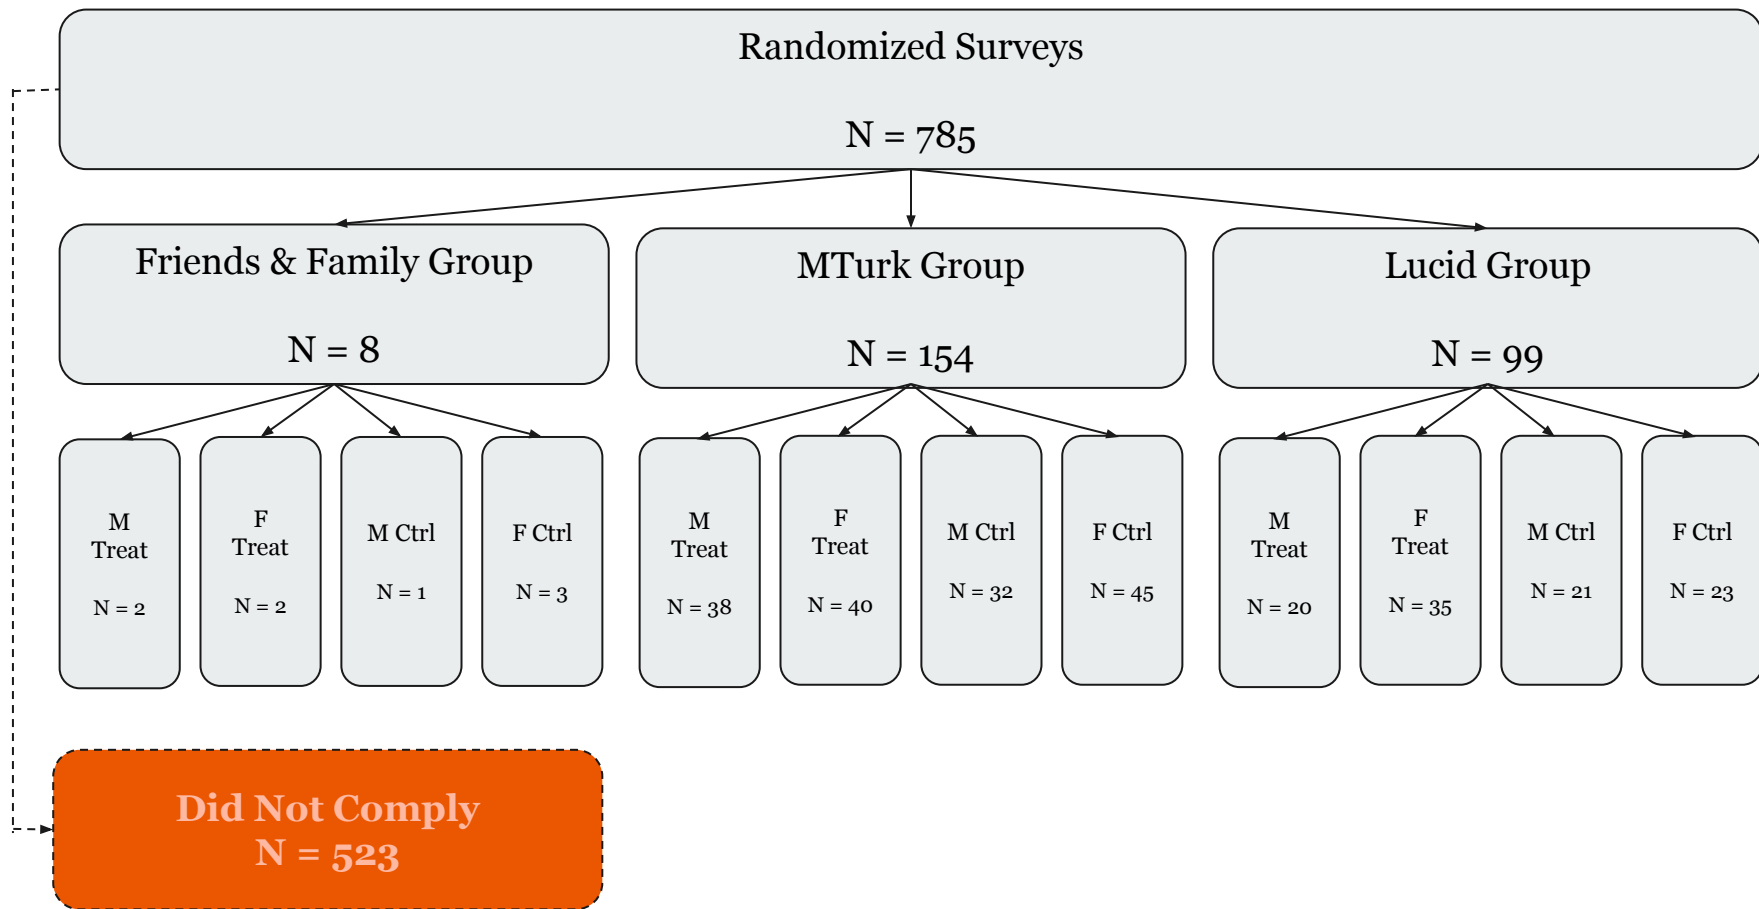 Randomized Surveys
N = 785
Friends & Family Group
N = 8
MTurk Group
N = 154
Lucid Group
N = 99
M
Treat
N = 2
F
Treat
N = 2
M Ctrl
N = 1
F Ctrl
N = 3
M
Treat
N = 38
F
Treat
N = 40
M Ctrl
N = 32
F Ctrl
N = 45
M
Treat
N = 20
F
Treat
N = 35
M Ctrl
N = 21
F Ctrl
N = 23
Did Not Comply
N = 523